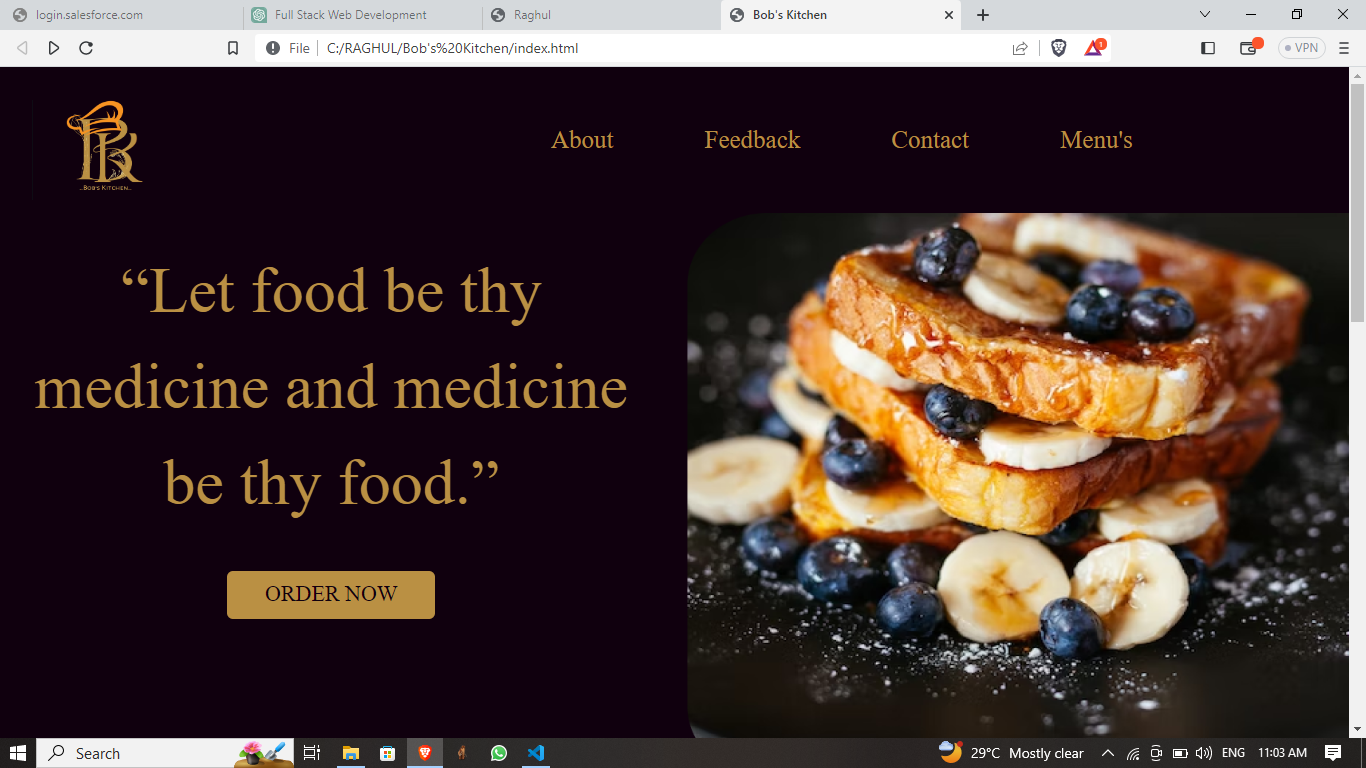 login.salesforce.com
Full Stack Web Development
Raghul
Bob's Kitchen
File
C:/RAGHUL/Bob's%20Kitchen/index.html
1
VPN
BK
..Bob's Kitchen..
About
Feedback
Contact
Menu's
“Let food be thy
medicine and medicine
be thy food.”
ORDER NOW
Search
29°C Mostly clear
ENG
11:03 AM